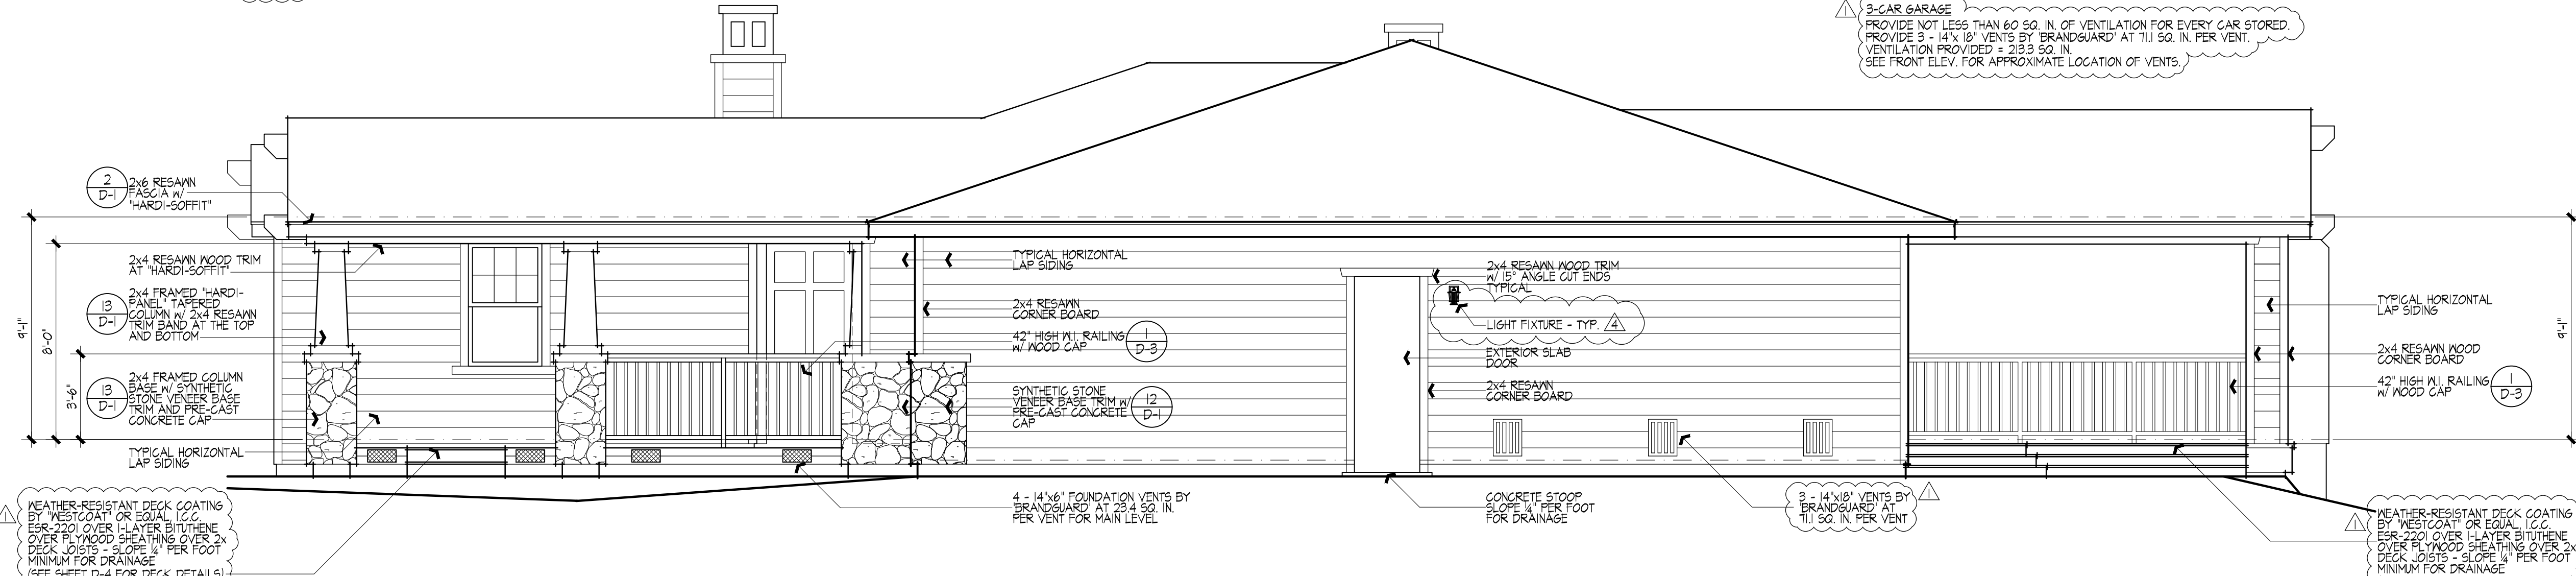 1
3-CAR GARAGE
PROVIDE NOT LESS THAN 60 SQ. IN. OF VENTILATION FOR EVERY CAR STORED.
PROVIDE 3 - 14"x 18" VENTS BY 'BRANDGUARD' AT 71.1 SQ. IN. PER VENT.
VENTILATION PROVIDED = 213.3 SQ. IN.
SEE FRONT ELEV. FOR APPROXIMATE LOCATION OF VENTS.
2
D-1
2x6 RESAWN
FASCIA w/
"HARDI-SOFFIT"
2x4 RESAWN WOOD TRIM
AT "HARDI-SOFFIT"
13
D-1
2x4 FRAMED "HARDI-
PANEL" TAPERED
COLUMN w/ 2x4 RESAWN
TRIM BAND AT THE TOP
AND BOTTOM
13
D-1
2x4 FRAMED COLUMN
BASE w/ SYNTHETIC
STONE VENEER BASE
TRIM AND PRE-CAST
CONCRETE CAP
TYPICAL HORIZONTAL
LAP SIDING
9'-1"
8'-0"
3'-6"
1
WEATHER-RESISTANT DECK COATING
BY "WESTCOAT" OR EQUAL, I.C.C.
ESR-2201 OVER 1-LAYER BITUTHENE
OVER PLYWOOD SHEATHING OVER 2x
DECK JOISTS - SLOPE ¼" PER FOOT
MINIMUM FOR DRAINAGE
(SEE SHEET D-4 FOR DECK DETAILS)
TYPICAL HORIZONTAL
LAP SIDING
2x4 RESAWN
CORNER BOARD
42" HIGH W.I. RAILING
w/ WOOD CAP
1
D-3
SYNTHETIC STONE
VENEER BASE TRIM w/
PRE-CAST CONCRETE
CAP
12
D-1
4 - 14"x6" FOUNDATION VENTS BY
'BRANDGUARD' AT 23.4 SQ. IN.
PER VENT FOR MAIN LEVEL
2x4 RESAWN WOOD TRIM
w/ 15° ANGLE CUT ENDS
TYPICAL
LIGHT FIXTURE - TYP.
4
EXTERIOR SLAB
DOOR
2x4 RESAWN
CORNER BOARD
CONCRETE STOOP
SLOPE ¼" PER FOOT
FOR DRAINAGE
3 - 14"x18" VENTS BY
'BRANDGUARD' AT
71.1 SQ. IN. PER VENT
1
TYPICAL HORIZONTAL
LAP SIDING
2x4 RESAWN WOOD
CORNER BOARD
42" HIGH W.I. RAILING
w/ WOOD CAP
1
D-3
9'-1"
1
WEATHER-RESISTANT DECK COATING
BY "WESTCOAT" OR EQUAL, I.C.C.
ESR-2201 OVER 1-LAYER BITUTHENE
OVER PLYWOOD SHEATHING OVER 2x
DECK JOISTS - SLOPE ¼" PER FOOT
MINIMUM FOR DRAINAGE